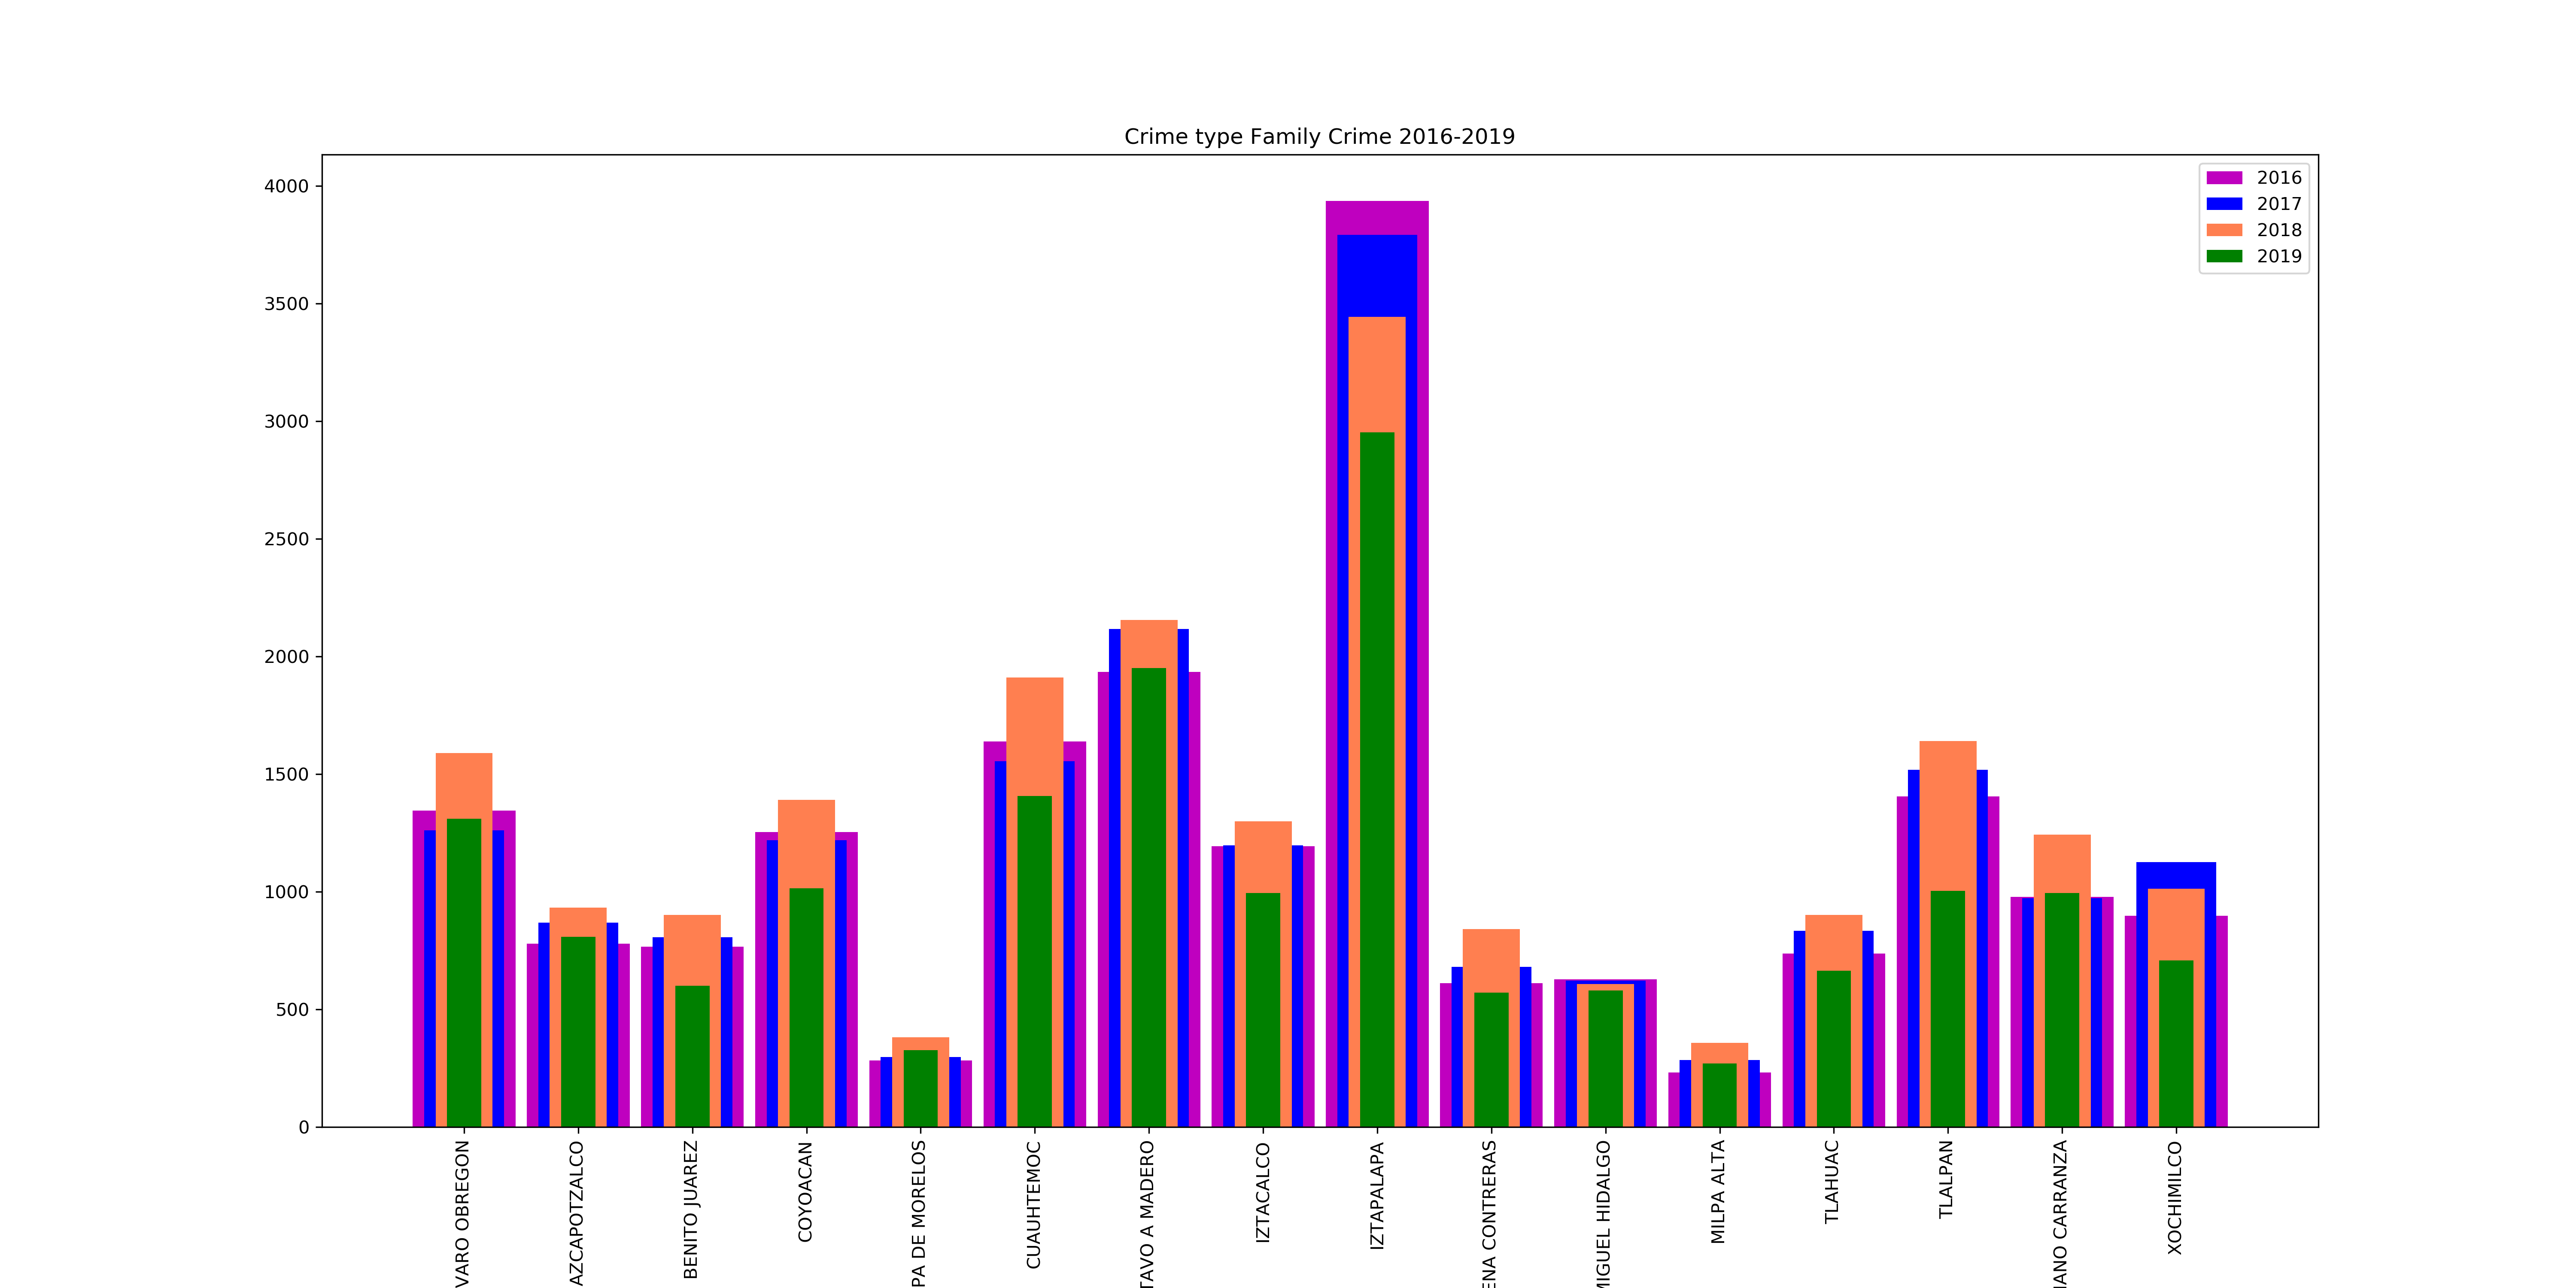 Crime type Family Crime 2016-2019
2016
2017
2018
2019
4000
3500
3000
2500
2000
1500
1000
500
0
VARO OBREGON
AZCAPOTZALCO
BENITO JUAREZ
COYOACAN
PA DE MORELOS
CUAUHTEMOC
TAVO A MADERO
IZTACALCO
IZTAPALAPA
ENA CONTRERAS
MIGUEL HIDALGO
MILPA ALTA
TLAHUAC
TLALPAN
IANO CARRANZA
XOCHIMILCO